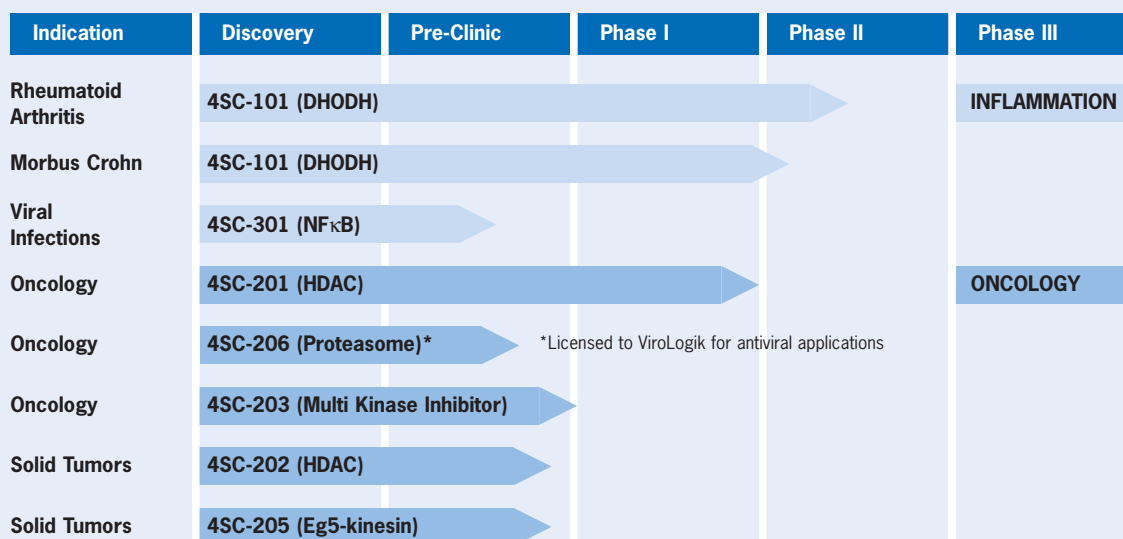 Indication Discovery Pre-Clinic Phase I Phase II Phase III
Rheumatoid
Arthritis
4SC-101 (DHODH)
INFLAMMATION
Morbus Crohn
4SC-101 (DHODH)
Viral
Infections
4SC-301 (NFκB)
Oncology
4SC-201 (HDAC)
ONCOLOGY
Oncology
4SC-206 (Proteasome)*
*Licensed to ViroLogik for antiviral applications
Oncology
4SC-203 (Multi Kinase Inhibitor)
Solid Tumors
4SC-202 (HDAC)
Solid Tumors
4SC-205 (Eg5-kinesin)